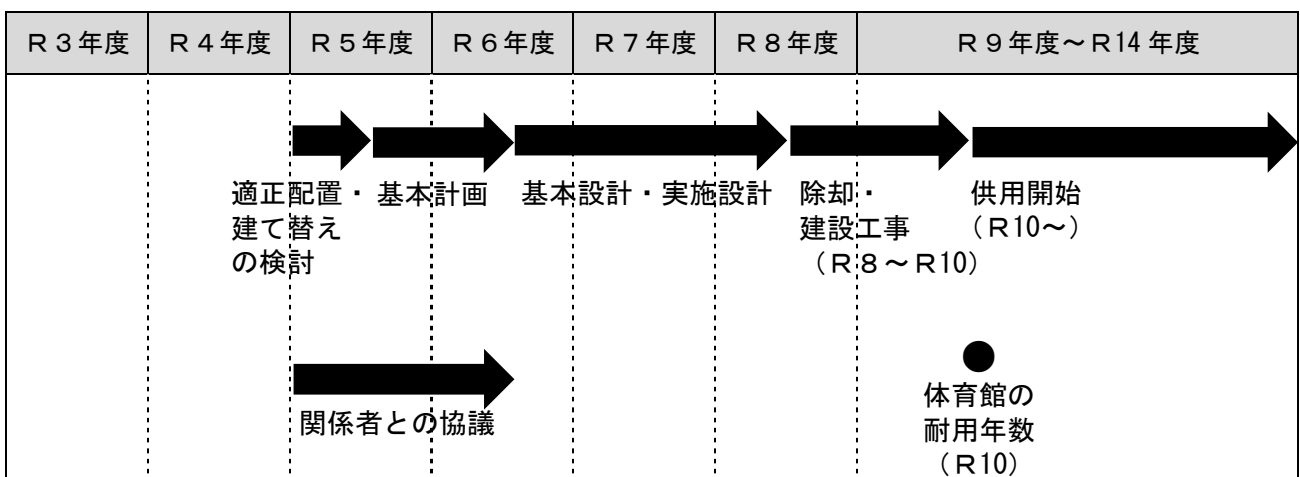 Ｒ３年度 Ｒ４年度 Ｒ５年度 Ｒ６年度 Ｒ７年度 Ｒ８年度 Ｒ９年度～Ｒ14年度
適正配置・
建て替え
の検討
基本計画
基本設計・実施設計
除却・
建設工事
（Ｒ８～Ｒ10）
供用開始
（Ｒ10～）
関係者との協議
体育館の
耐用年数
（Ｒ10）